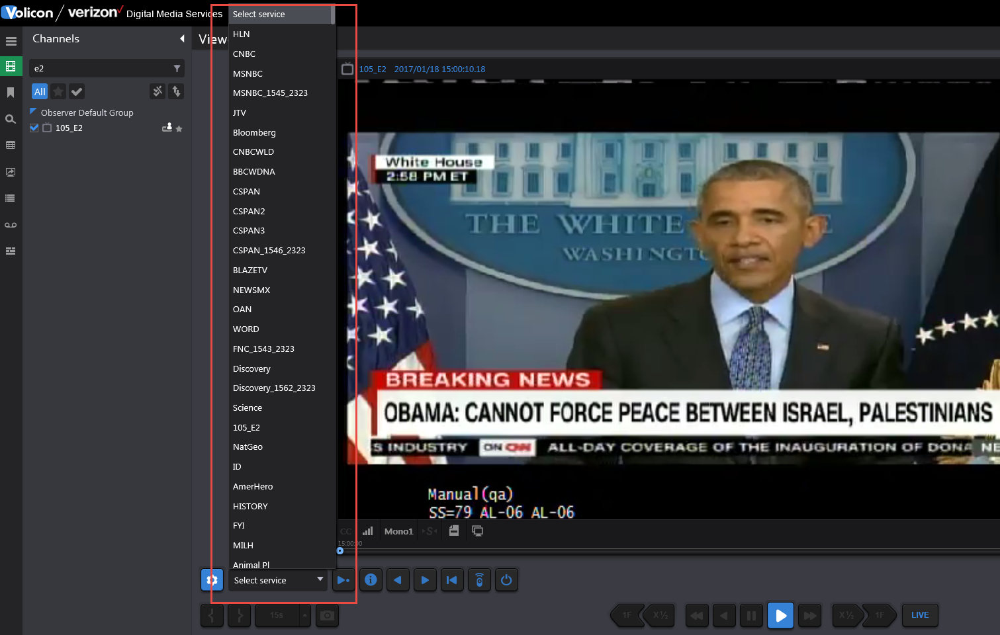 Volicon / verizon✓ Digital Media Services
Channels
Viewe
e2
All
Observer Default Group
105_E2
Select service
HLN
CNBC
MSNBC
MSNBC_1545_2323
JTV
Bloomberg
CNBCWLD
BBCWDNA
CSPAN
CSPAN2
CSPAN3
CSPAN_1546_2323
BLAZETV
NEWSMX
OAN
WORD
FNC_1543_2323
Discovery
Discovery_1562_2323
Science
105_E2
NatGeo
ID
AmerHero
HISTORY
FYI
MILH
Animal Pl
Select service
105_E2 2017/01/18 15:00:10.18
White House
2:58 PM ET
THE WHITE
WASHINGT
BREAKING NEWS
OBAMA: CANNOT FORCE PEACE BETWEEN ISRAEL, PALESTINIANS
S INDUSTRY ON CNN ALL-DAY COVERAGE OF THE INAUGURATION OF DONA NE
Manual(qa)
SS=79 AL-06 AL-06
CC Mono1 S
15:00:00
15s 1F X½ X½ 1F LIVE